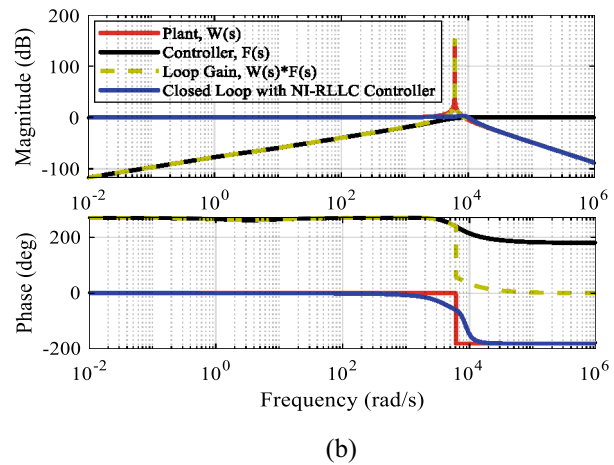 200
100
0
-100
Magnitude (dB)
Plant, W(s)
Controller, F(s)
Loop Gain, W(s)*F(s)
Closed Loop with NI-RLLC Controller
10^-2 10^0 10^2 10^4 10^6
200
0
-200
Phase (deg)
10^-2 10^0 10^2 10^4 10^6
Frequency (rad/s)
(b)